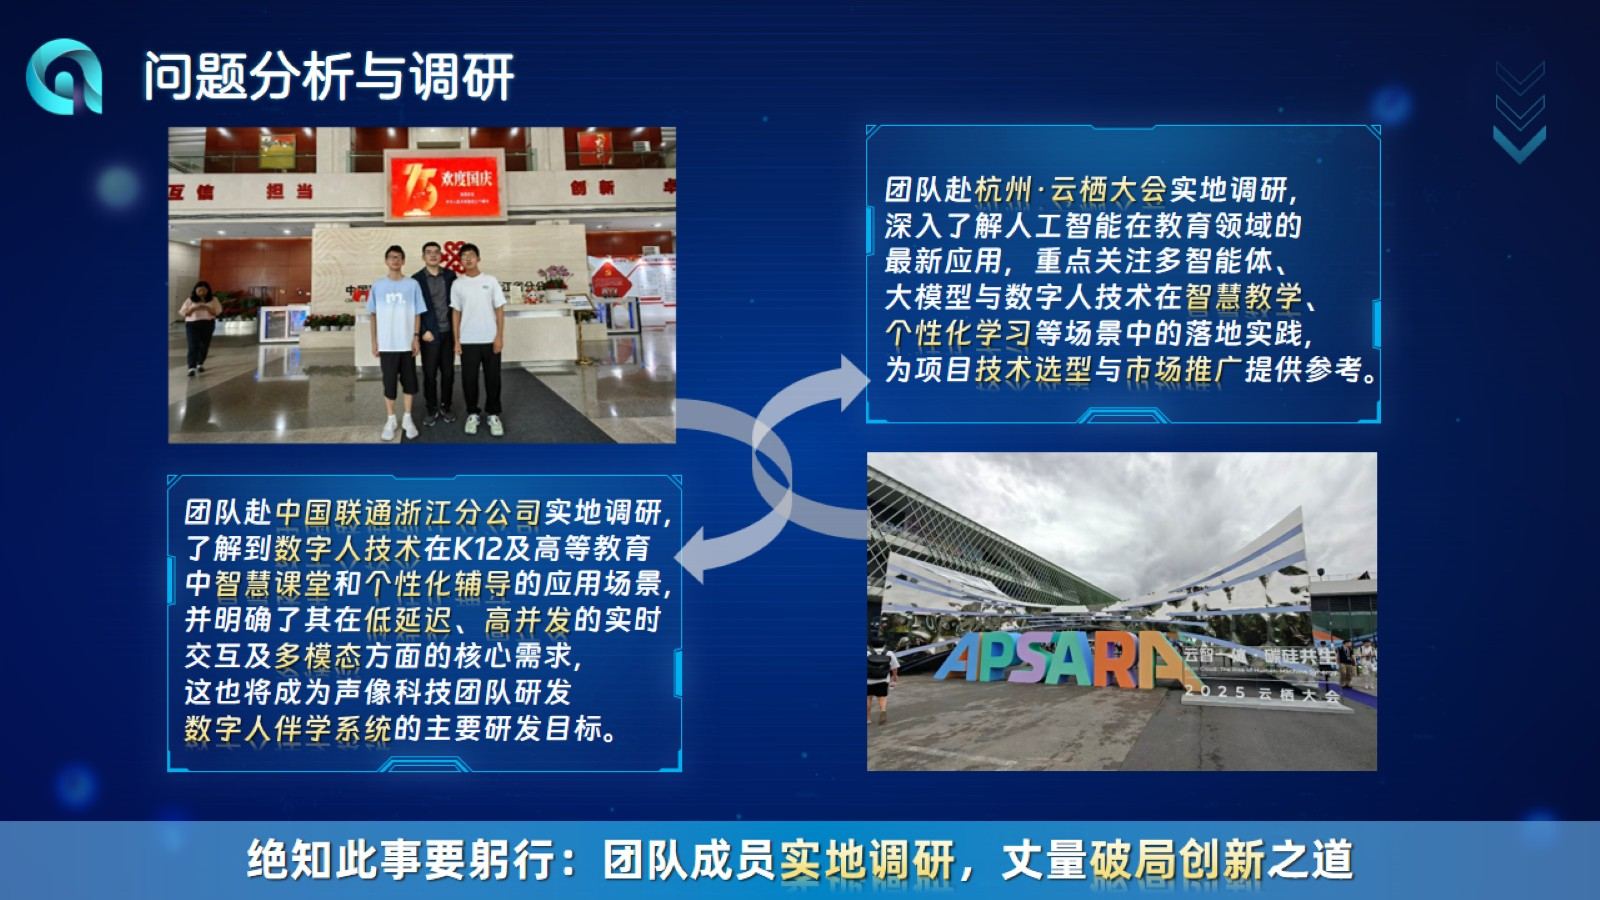 问题分析与调研
互信 担当
75 欢度国庆
创新
团队赴中国联通浙江分公司实地调研,
了解到数字人技术在K12及高等教育
中智慧课堂和个性化辅导的应用场景,
并明确了其在低延迟、高并发的实时
交互及多模态方面的核心需求,
这也将成为声像科技团队研发
数字人伴学系统的主要研发目标。
团队赴杭州·云栖大会实地调研,
深入了解人工智能在教育领域的
最新应用，重点关注多智能体、
大模型与数字人技术在智慧教学、
个性化学习等场景中的落地实践,
为项目技术选型与市场推广提供参考。
APSARA
云智一体·碳硅共生
2025 云栖大会
绝知此事要躬行：团队成员实地调研，丈量破局创新之道